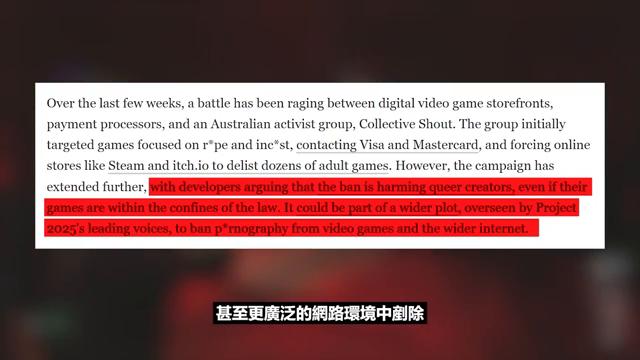 Over the last few weeks, a battle has been raging between digital video game storefronts,
payment processors, and an Australian activist group, Collective Shout. The group initially
targeted games focused on r*pe and inc*st, contacting Visa and Mastercard, and forcing online
stores like Steam and itch.io to delist dozens of adult games. However, the campaign has
extended further, with developers arguing that the ban is harming queer creators, even if their
games are within the confines of the law. It could be part of a wider plot, overseen by Project
2025's leading voices, to ban p*rnography from video games and the wider internet.
甚至更廣泛的網路環境中剷除